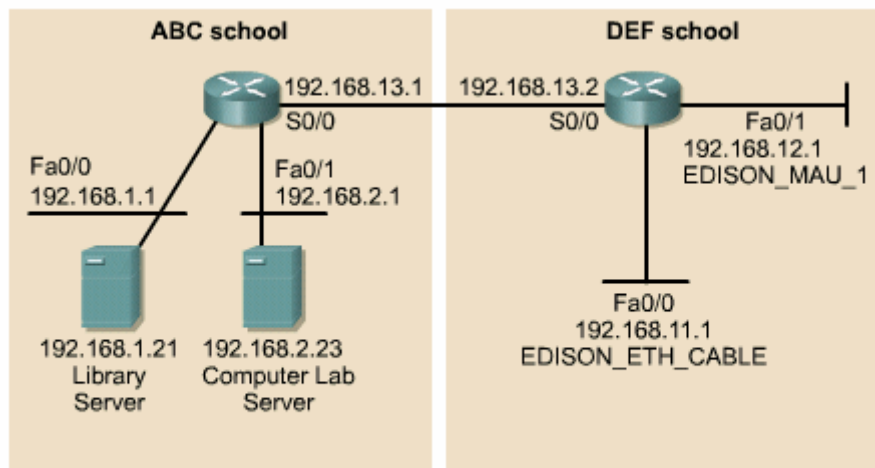 ABC school
192.168.13.1
S0/0
Fa0/0
192.168.1.1
Fa0/1
192.168.2.1
192.168.1.21
Library
Server
192.168.2.23
Computer Lab
Server
DEF school
192.168.13.2
S0/0
Fa0/1
192.168.12.1
EDISON_MAU_1
Fa0/0
192.168.11.1
EDISON_ETH_CABLE